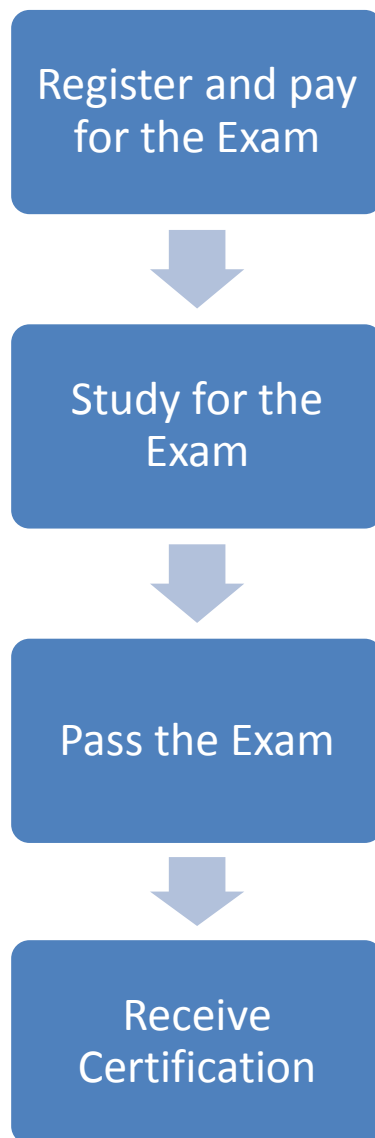 Register and pay
for the Exam
Study for the
Exam
Pass the Exam
Receive
Certification